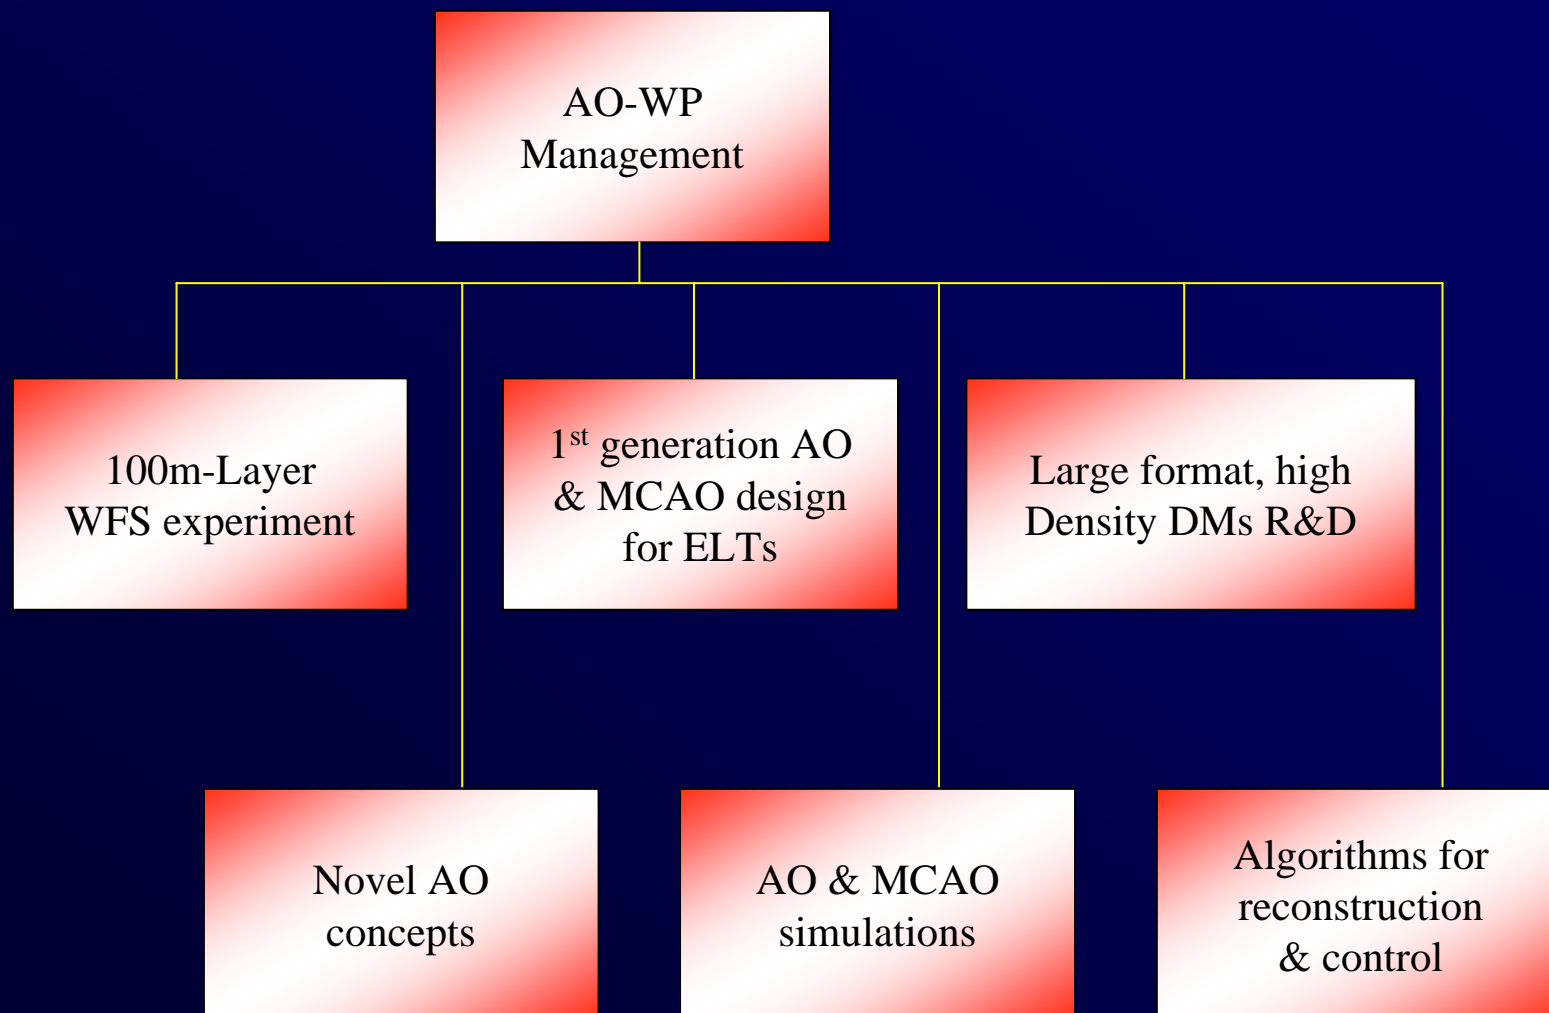 AO-WP
Management
100m-Layer
WFS experiment
1st generation AO
& MCAO design
for ELTs
Large format, high
Density DMs R&D
Novel AO
concepts
AO & MCAO
simulations
Algorithms for
reconstruction
& control